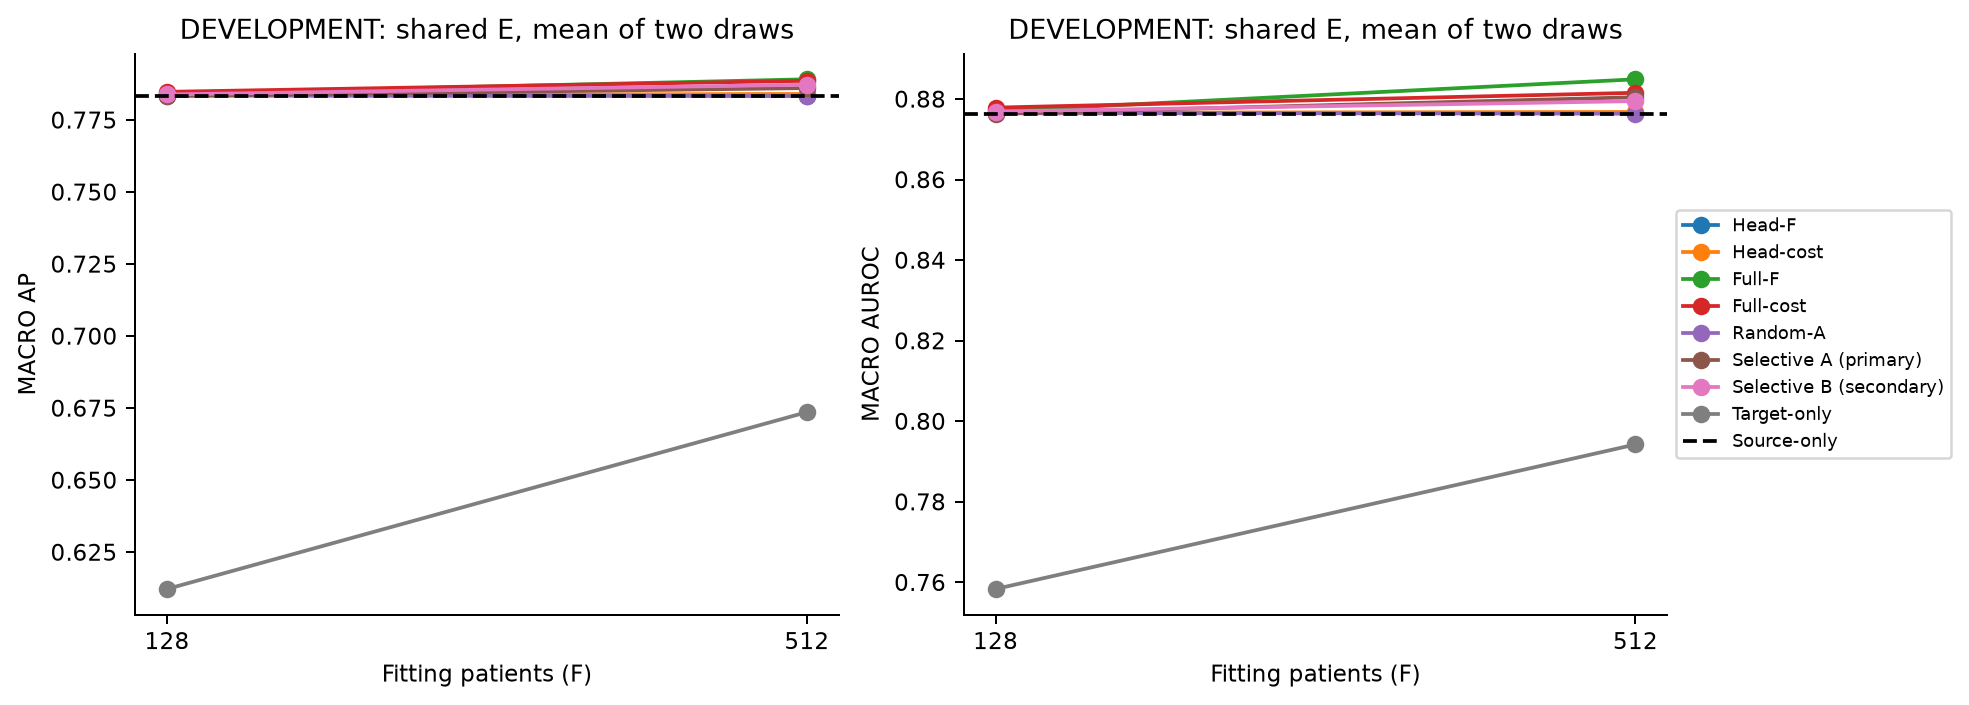 DEVELOPMENT: shared E, mean of two draws
MACRO AP
0.775
0.750
0.725
0.700
0.675
0.650
0.625
128
512
Fitting patients (F)
DEVELOPMENT: shared E, mean of two draws
MACRO AUROC
0.88
0.86
0.84
0.82
0.80
0.78
0.76
128
512
Fitting patients (F)
Head-F
Head-cost
Full-F
Full-cost
Random-A
Selective A (primary)
Selective B (secondary)
Target-only
Source-only